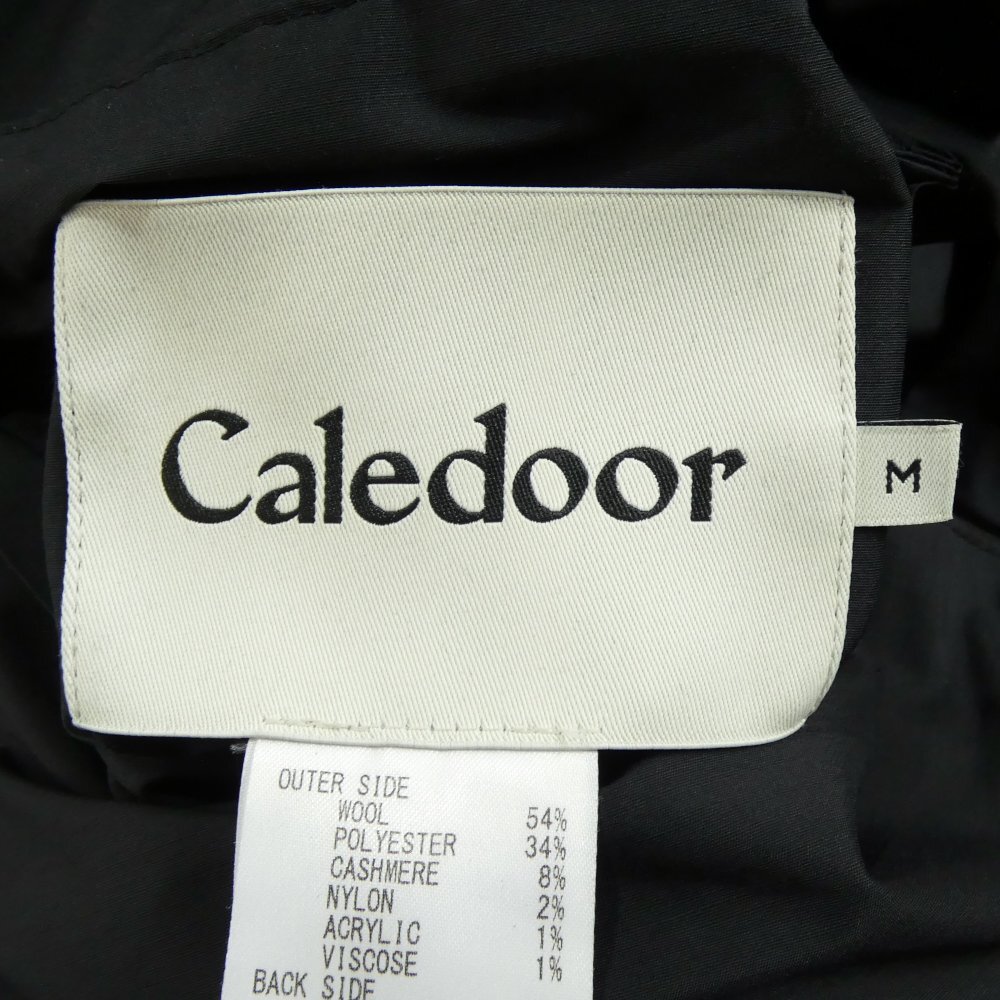 Caledoor
M
OUTER SIDE
WOOL 54%
POLYESTER 34%
CASHMERE 8%
NYLON 2%
ACRYLIC 1%
VISCOSE 1%
BACK SIDE